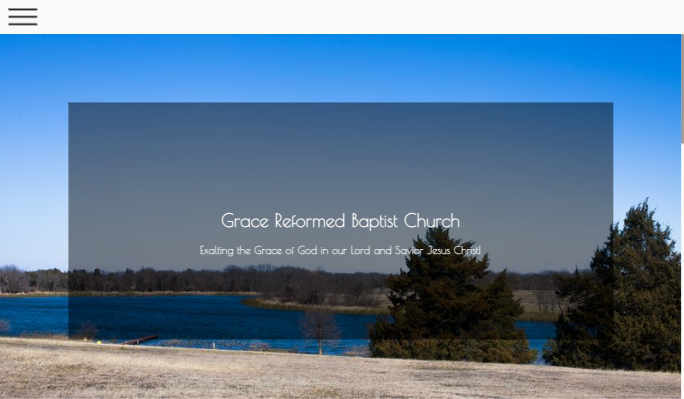 Grace Reformed Baptist Church
Exalting the Grace of God in our Lord and Savior Jesus Christ!